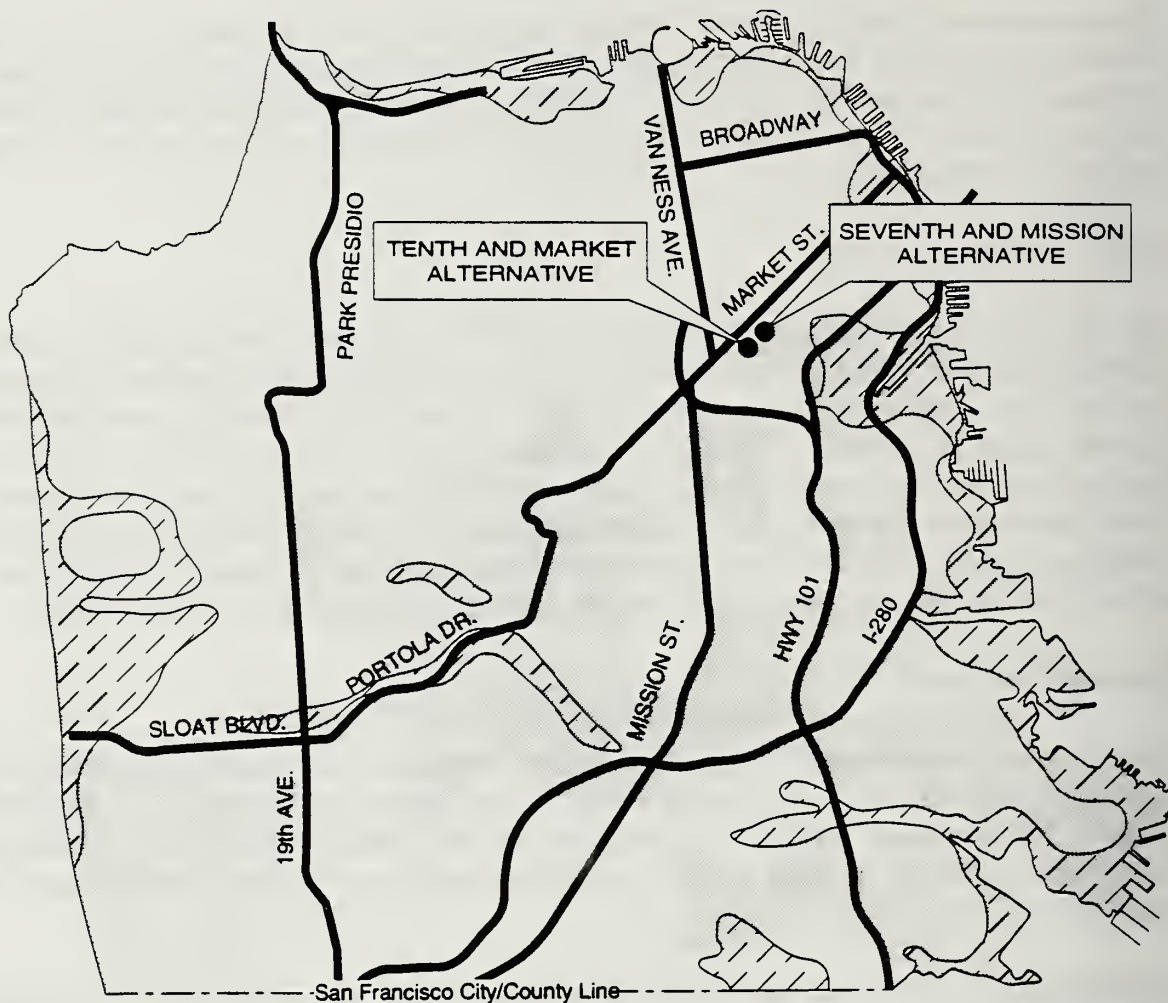 VAN NESS AVE.
BROADWAY
PARK PRESIDIO
TENTH AND MARKET
ALTERNATIVE
MARKET ST.
SEVENTH AND MISSION
ALTERNATIVE
PORTOLA DR.
SLOAT BLVD.
19th AVE.
MISSION ST.
HWY 101
I-280
San Francisco City/County Line